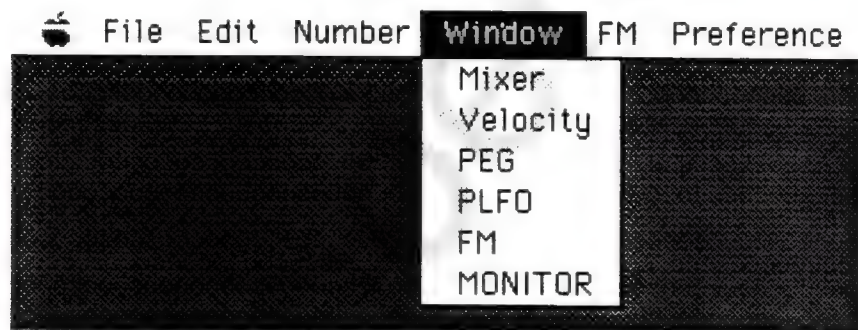 File Edit Number Window FM Preference
Mixer
Velocity
PEG
PLFO
FM
MONITOR